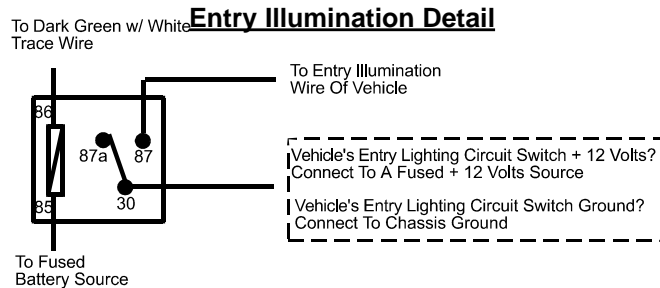 Entry Illumination Detail
To Dark Green w/ White
Trace Wire
To Entry Illumination
Wire Of Vehicle
86
87a
87
30
85
Vehicle's Entry Lighting Circuit Switch + 12 Volts?
Connect To A Fused + 12 Volts Source
Vehicle's Entry Lighting Circuit Switch Ground?
Connect To Chassis Ground
To Fused
Battery Source